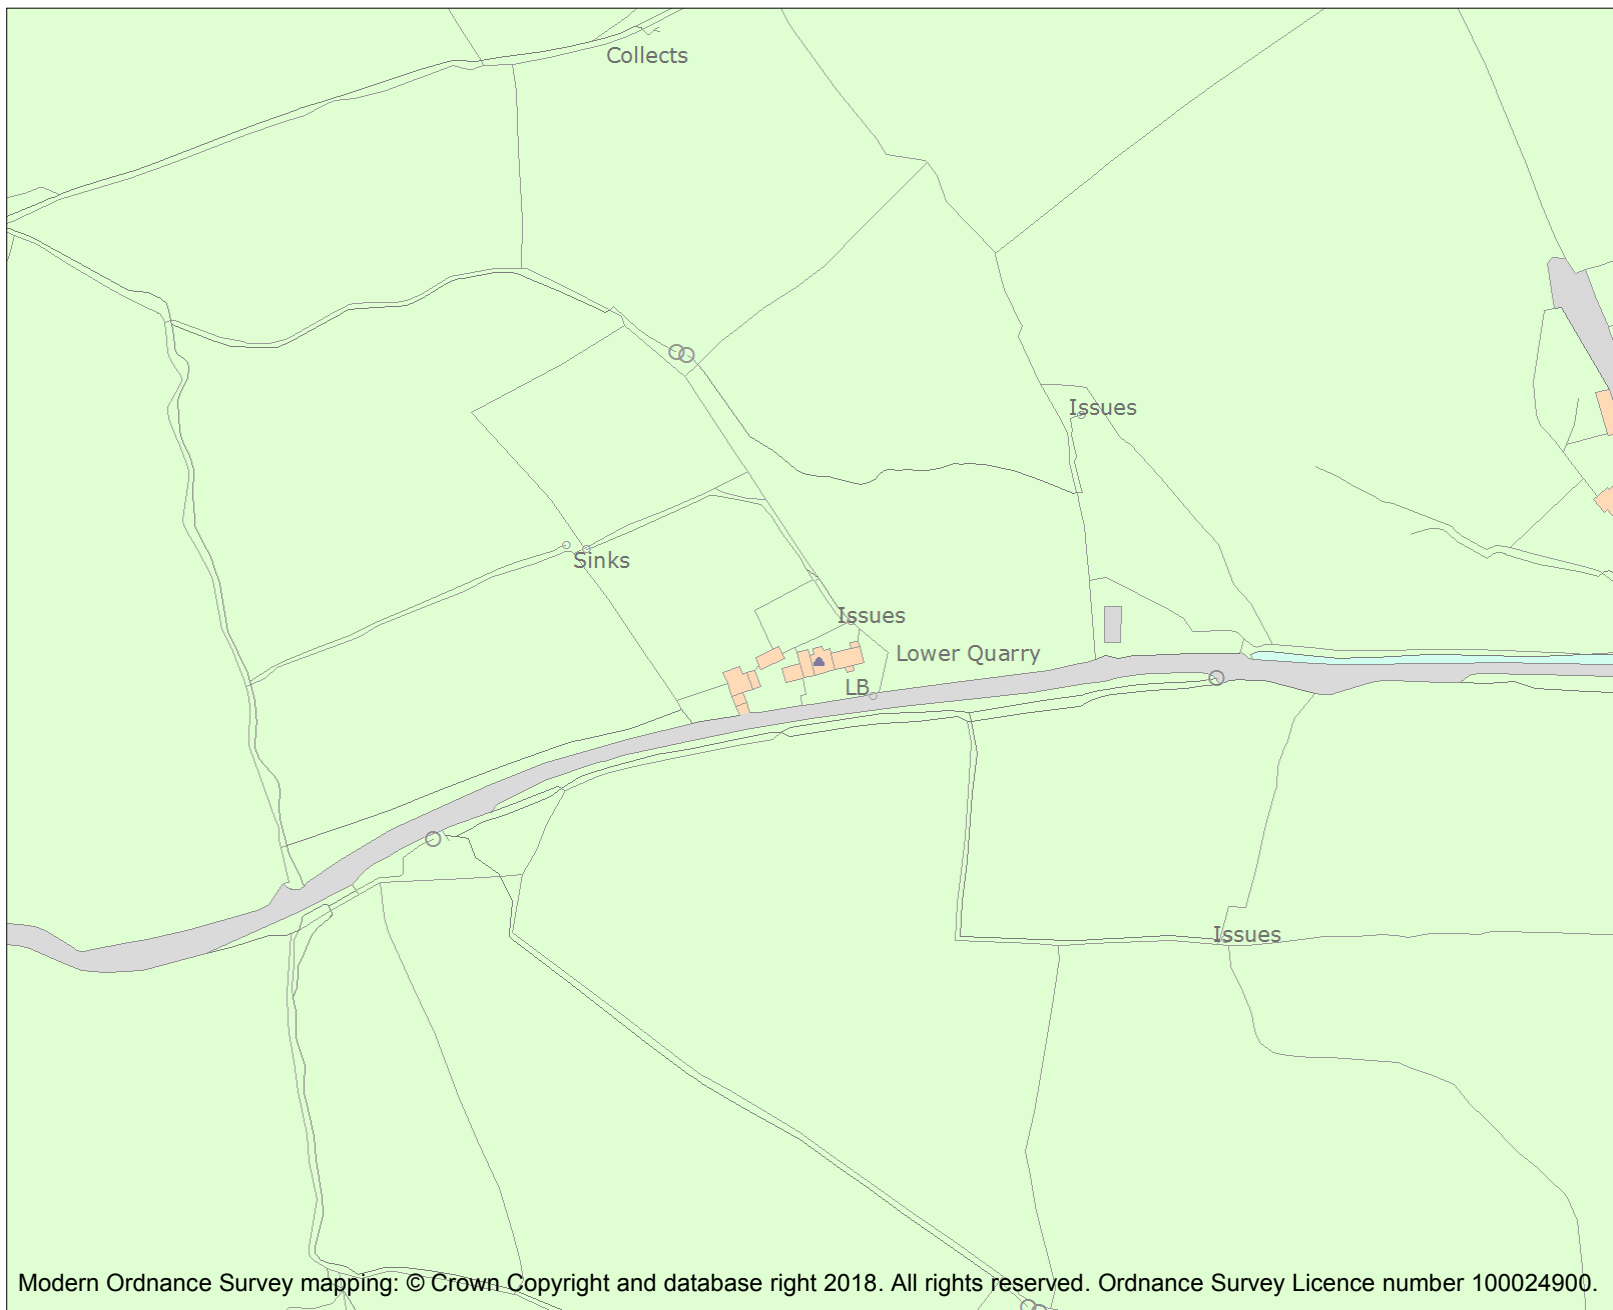 Collects
Issues
Sinks
Issues
Lower Quarry
LB
Issues
Modern Ordnance Survey mapping: © Crown Copyright and database right 2018. All rights reserved. Ordnance Survey Licence number 100024900.